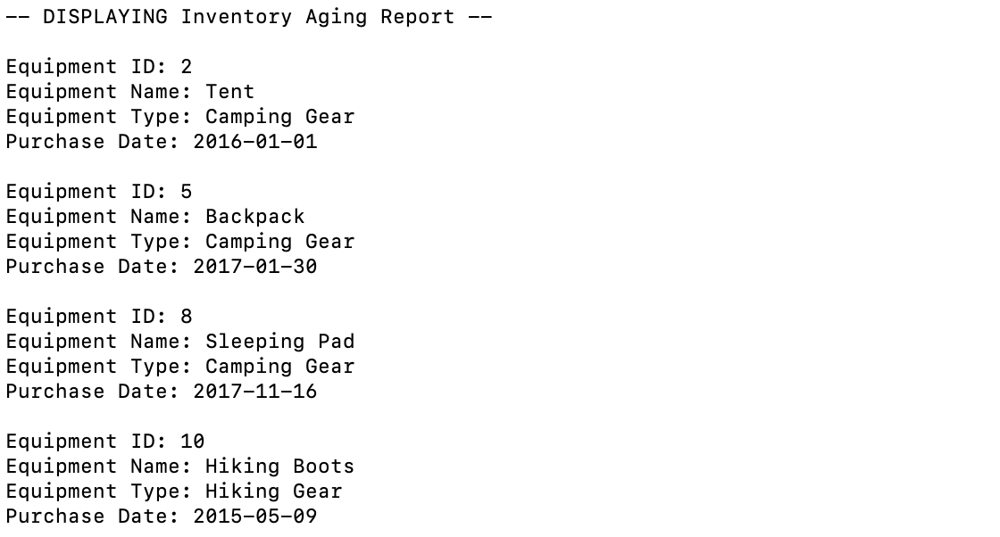 -- DISPLAYING Inventory Aging Report --

Equipment ID: 2
Equipment Name: Tent
Equipment Type: Camping Gear
Purchase Date: 2016-01-01

Equipment ID: 5
Equipment Name: Backpack
Equipment Type: Camping Gear
Purchase Date: 2017-01-30

Equipment ID: 8
Equipment Name: Sleeping Pad
Equipment Type: Camping Gear
Purchase Date: 2017-11-16

Equipment ID: 10
Equipment Name: Hiking Boots
Equipment Type: Hiking Gear
Purchase Date: 2015-05-09